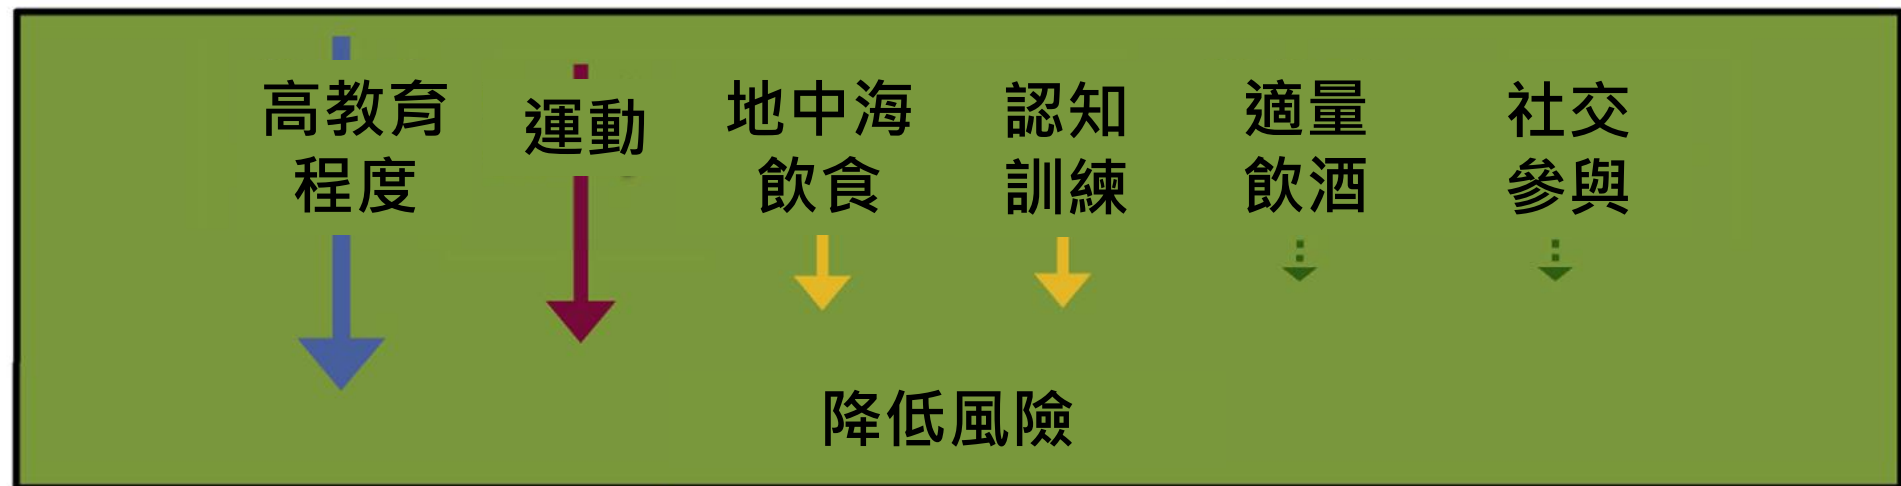 高教育
程度
運動
地中海
飲食
認知
訓練
適量
飲酒
社交
參與
降低風險